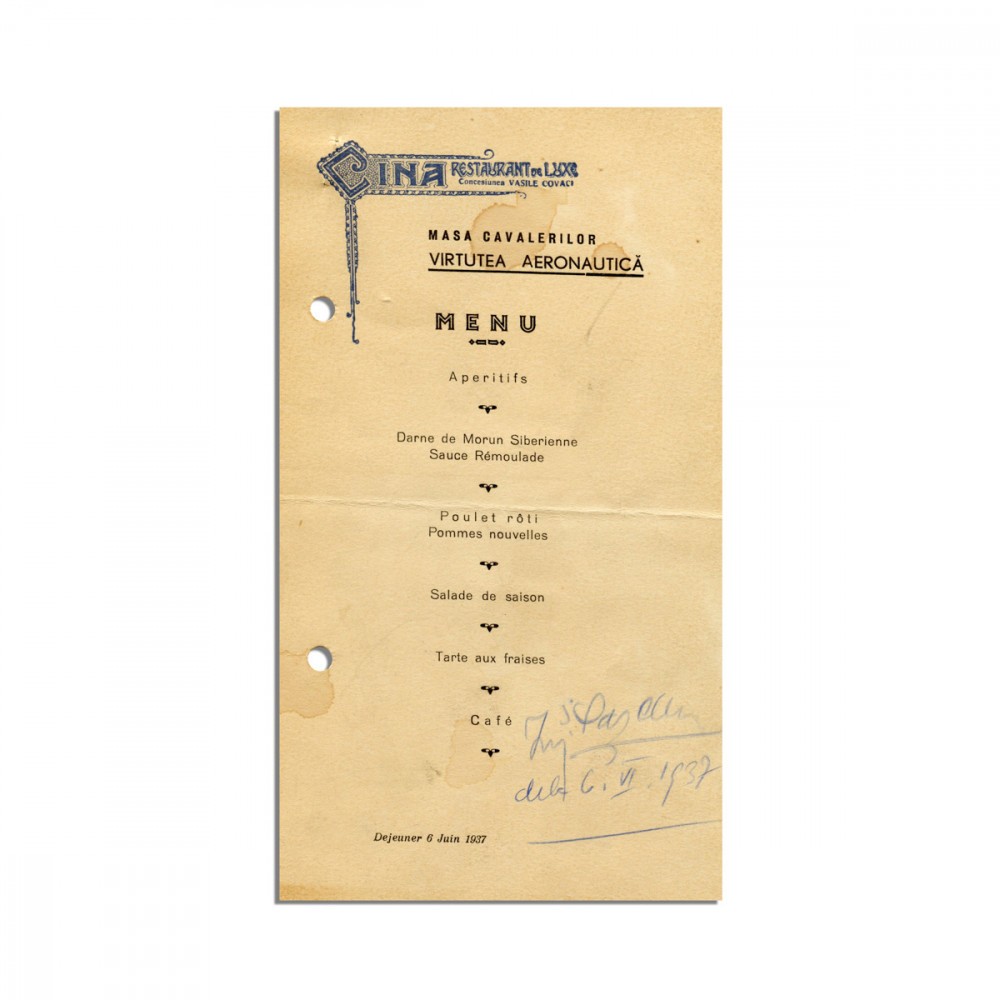 CINA RESTAURANT DE LUXE
Concesiunea VASILE COVACI
MASA CAVALERILOR
VIRTUTEA AERONAUTICĂ
MENU
Aperitifs
Darne de Morun Siberienne
Sauce Rémoulade
Poulet rôti
Pommes nouvelles
Salade de saison
Tarte aux fraises
Café
6. VI. 1937
Dejeuner 6 Juin 1937